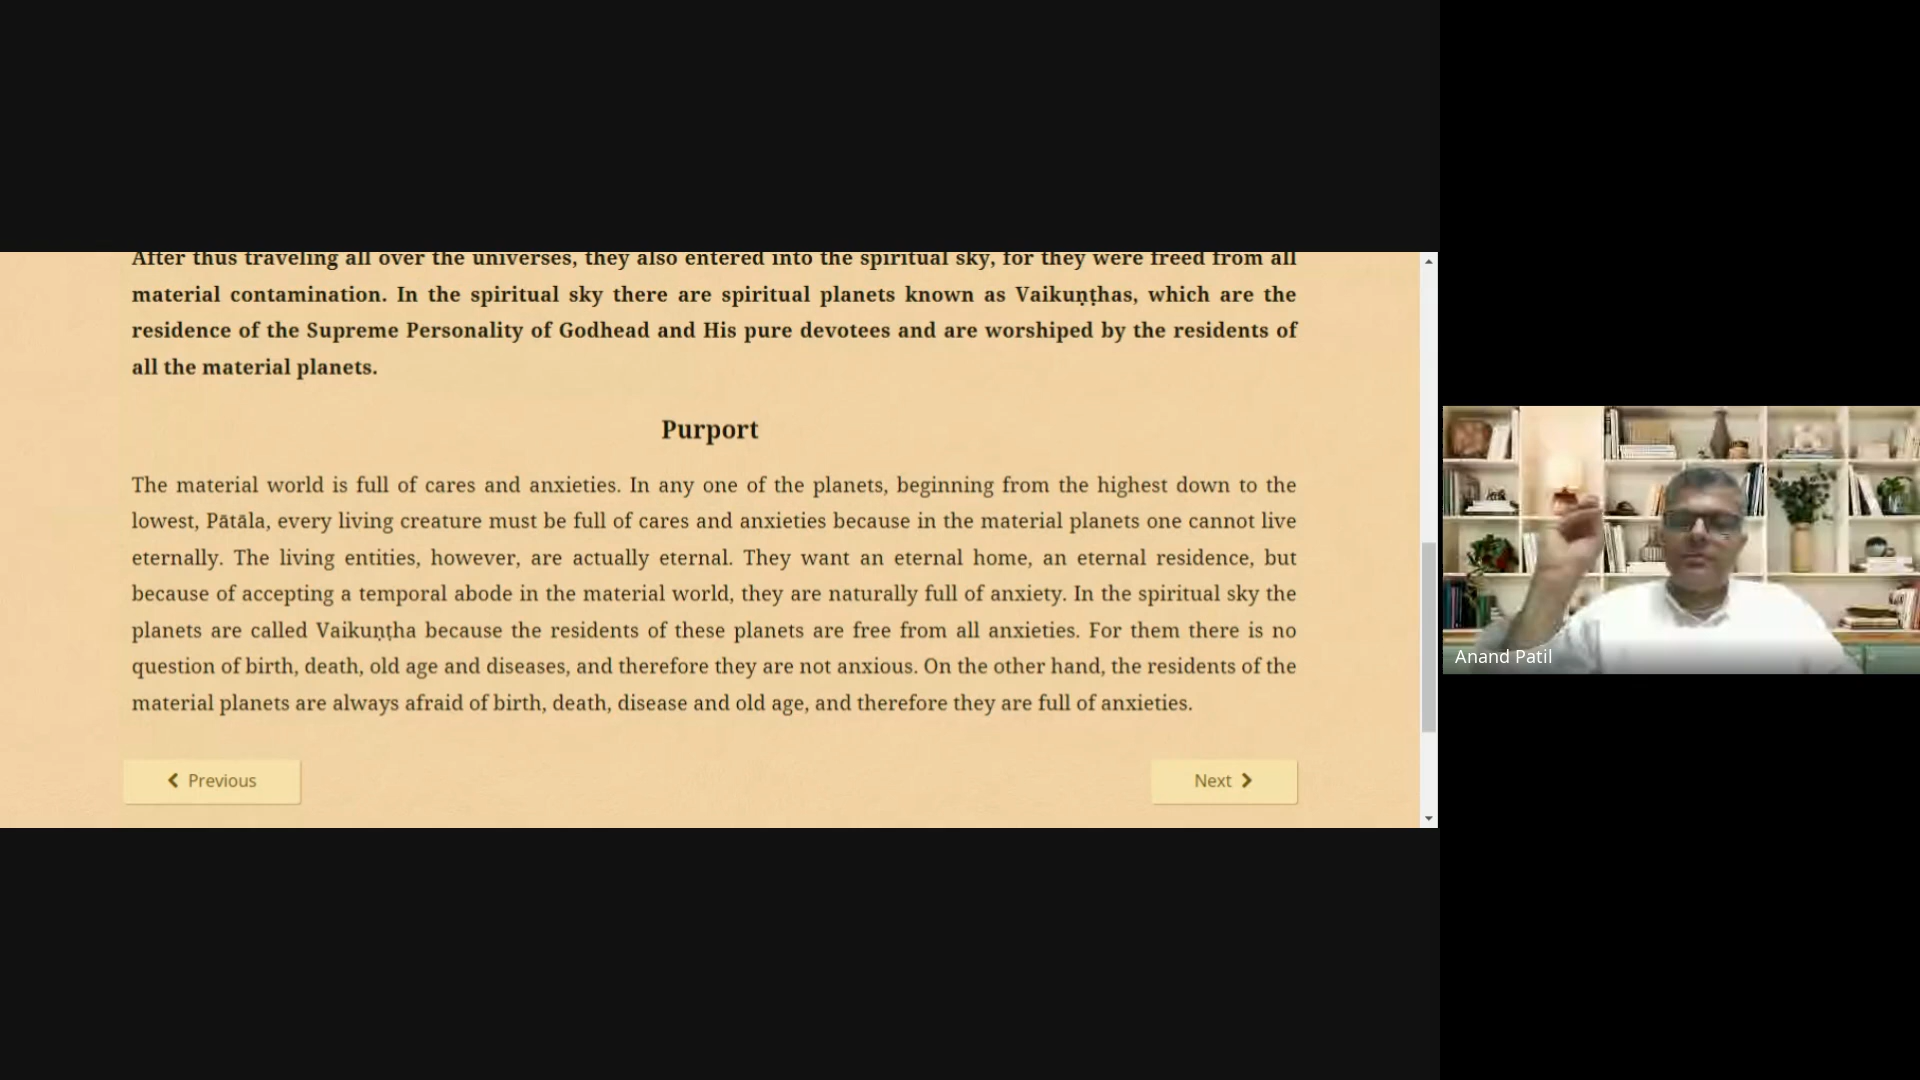 After thus traveling all over the universes, they also entered into the spiritual sky, for they were freed from all
material contamination. In the spiritual sky there are spiritual planets known as Vaikuṇṭhas, which are the
residence of the Supreme Personality of Godhead and His pure devotees and are worshiped by the residents of
all the material planets.
Purport
The material world is full of cares and anxieties. In any one of the planets, beginning from the highest down to the
lowest, Pātāla, every living creature must be full of cares and anxieties because in the material planets one cannot live
eternally. The living entities, however, are actually eternal. They want an eternal home, an eternal residence, but
because of accepting a temporal abode in the material world, they are naturally full of anxiety. In the spiritual sky the
planets are called Vaikuṇṭha because the residents of these planets are free from all anxieties. For them there is no
question of birth, death, old age and diseases, and therefore they are not anxious. On the other hand, the residents of the
material planets are always afraid of birth, death, disease and old age, and therefore they are full of anxieties.
Previous
Next
Anand Patil